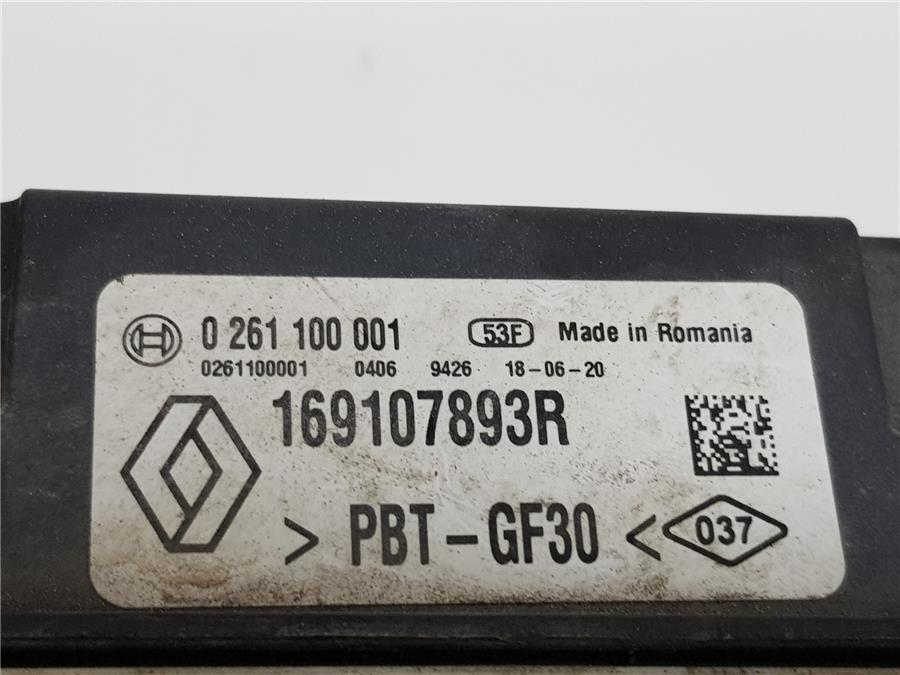 0 261 100 001 53F Made in Romania
0261100001 0406 9426 18-06-20
169107893R
> PBT-GF30 < 037